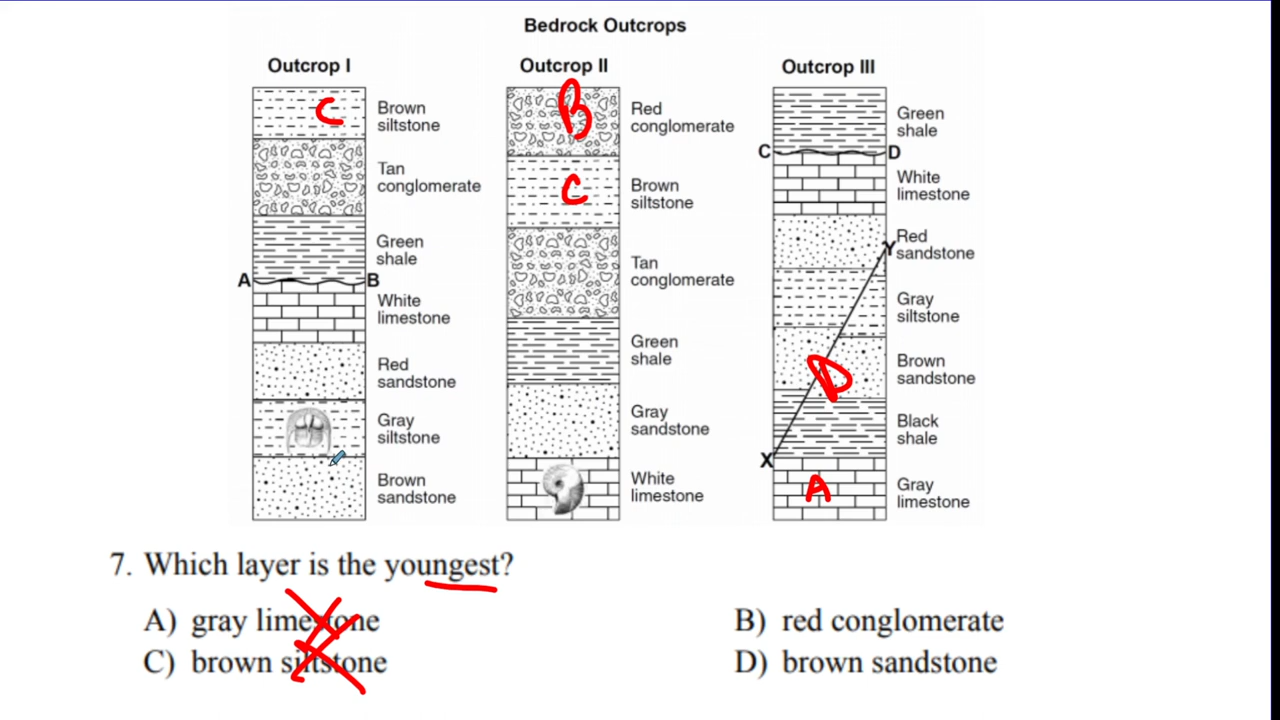 Bedrock Outcrops
Outcrop I
C
Brown
siltstone
Tan
conglomerate
Green
shale
A
B
White
limestone
Red
sandstone
Gray
siltstone
Brown
sandstone
Outcrop II
B
Red
conglomerate
C
Brown
siltstone
Tan
conglomerate
Green
shale
Gray
sandstone
White
limestone
Outcrop III
Green
shale
C
D
White
limestone
Y
Red
sandstone
Gray
siltstone
D
Brown
sandstone
Black
shale
X
A
Gray
limestone
7. Which layer is the youngest?
A) gray limestone
B) red conglomerate
C) brown siltstone
D) brown sandstone